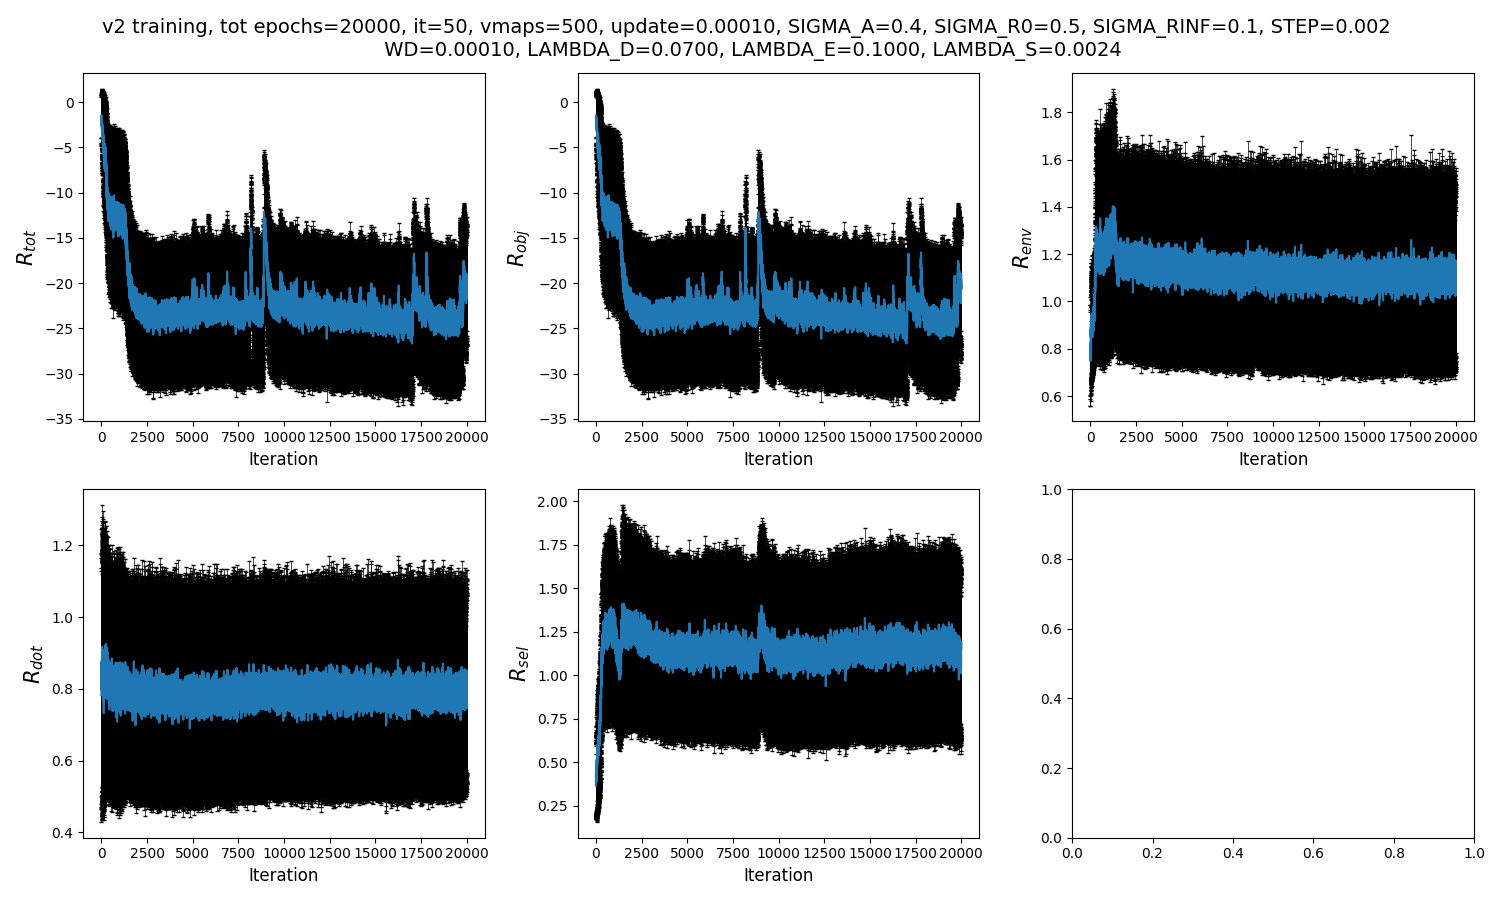 v2 training, tot epochs=20000, it=50, vmaps=500, update=0.00010, SIGMA_A=0.4, SIGMA_R0=0.5, SIGMA_RINF=0.1, STEP=0.002
WD=0.00010, LAMBDA_D=0.0700, LAMBDA_E=0.1000, LAMBDA_S=0.0024
R_tot
0
−5
−10
−15
−20
−25
−30
−35
0 2500 5000 7500 10000 12500 15000 17500 20000
Iteration
R_obj
0
−5
−10
−15
−20
−25
−30
−35
0 2500 5000 7500 10000 12500 15000 17500 20000
Iteration
R_env
1.8
1.6
1.4
1.2
1.0
0.8
0.6
0 2500 5000 7500 10000 12500 15000 17500 20000
Iteration
R_dot
1.2
1.0
0.8
0.6
0.4
0 2500 5000 7500 10000 12500 15000 17500 20000
Iteration
R_sel
2.00
1.75
1.50
1.25
1.00
0.75
0.50
0.25
0 2500 5000 7500 10000 12500 15000 17500 20000
Iteration
1.0
0.8
0.6
0.4
0.2
0.0
0.0 0.2 0.4 0.6 0.8 1.0